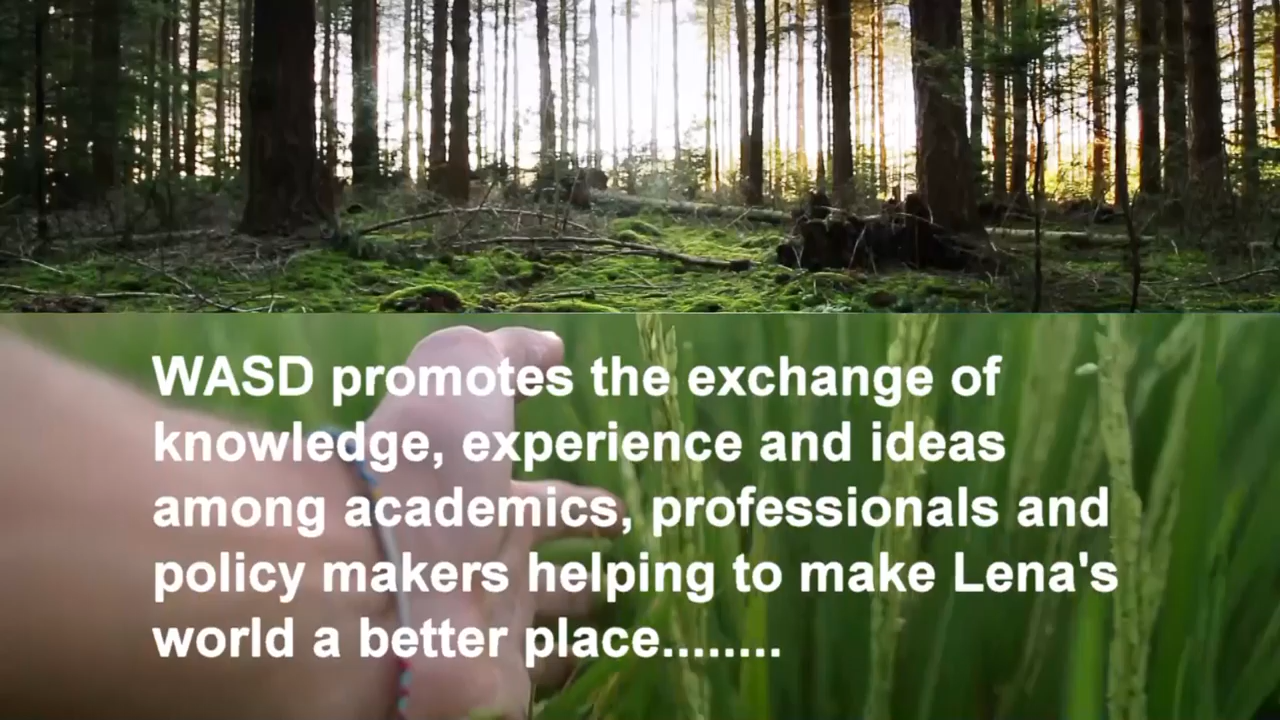 WASD promotes the exchange of
knowledge, experience and ideas
among academics, professionals and
policy makers helping to make Lena's
world a better place........